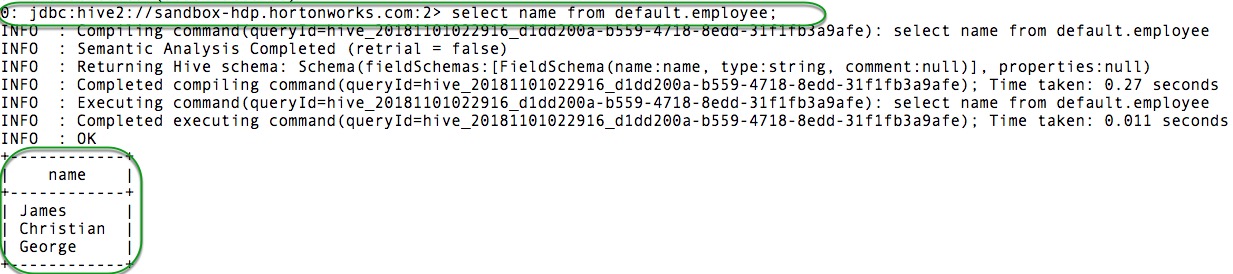 0: jdbc:hive2://sandbox-hdp.hortonworks.com:2> select name from default.employee;
INFO  : Compiling command(queryId=hive_20181101022916_d1dd200a-b559-4718-8edd-31f1fb3a9afe): select name from default.employee
INFO  : Semantic Analysis Completed (retrial = false)
INFO  : Returning Hive schema: Schema(fieldSchemas:[FieldSchema(name:name, type:string, comment:null)], properties:null)
INFO  : Completed compiling command(queryId=hive_20181101022916_d1dd200a-b559-4718-8edd-31f1fb3a9afe); Time taken: 0.27 seconds
INFO  : Executing command(queryId=hive_20181101022916_d1dd200a-b559-4718-8edd-31f1fb3a9afe): select name from default.employee
INFO  : Completed executing command(queryId=hive_20181101022916_d1dd200a-b559-4718-8edd-31f1fb3a9afe); Time taken: 0.011 seconds
INFO  : OK
+------------+
|    name    |
+------------+
| James      |
| Christian  |
| George     |
+------------+